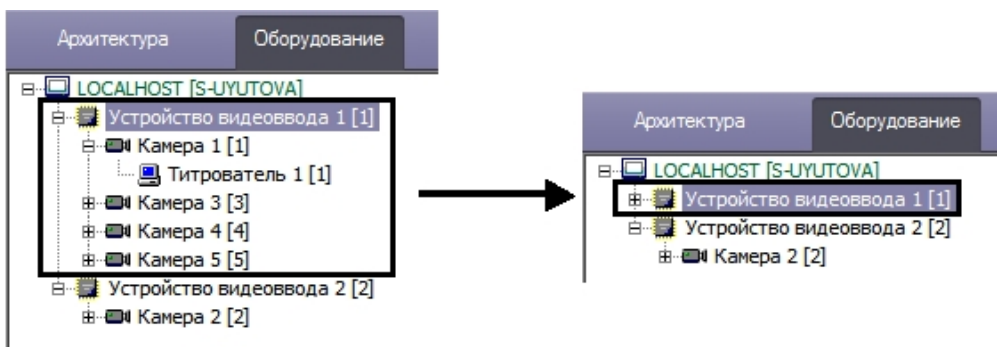 Архитектура Оборудование
LOCALHOST [S-UYUTOVA]
Устройство видеоввода 1 [1]
Камера 1 [1]
Титрователь 1 [1]
Камера 3 [3]
Камера 4 [4]
Камера 5 [5]
Устройство видеоввода 2 [2]
Камера 2 [2]
Архитектура Оборудование
LOCALHOST [S-UYUTOVA]
Устройство видеоввода 1 [1]
Устройство видеоввода 2 [2]
Камера 2 [2]